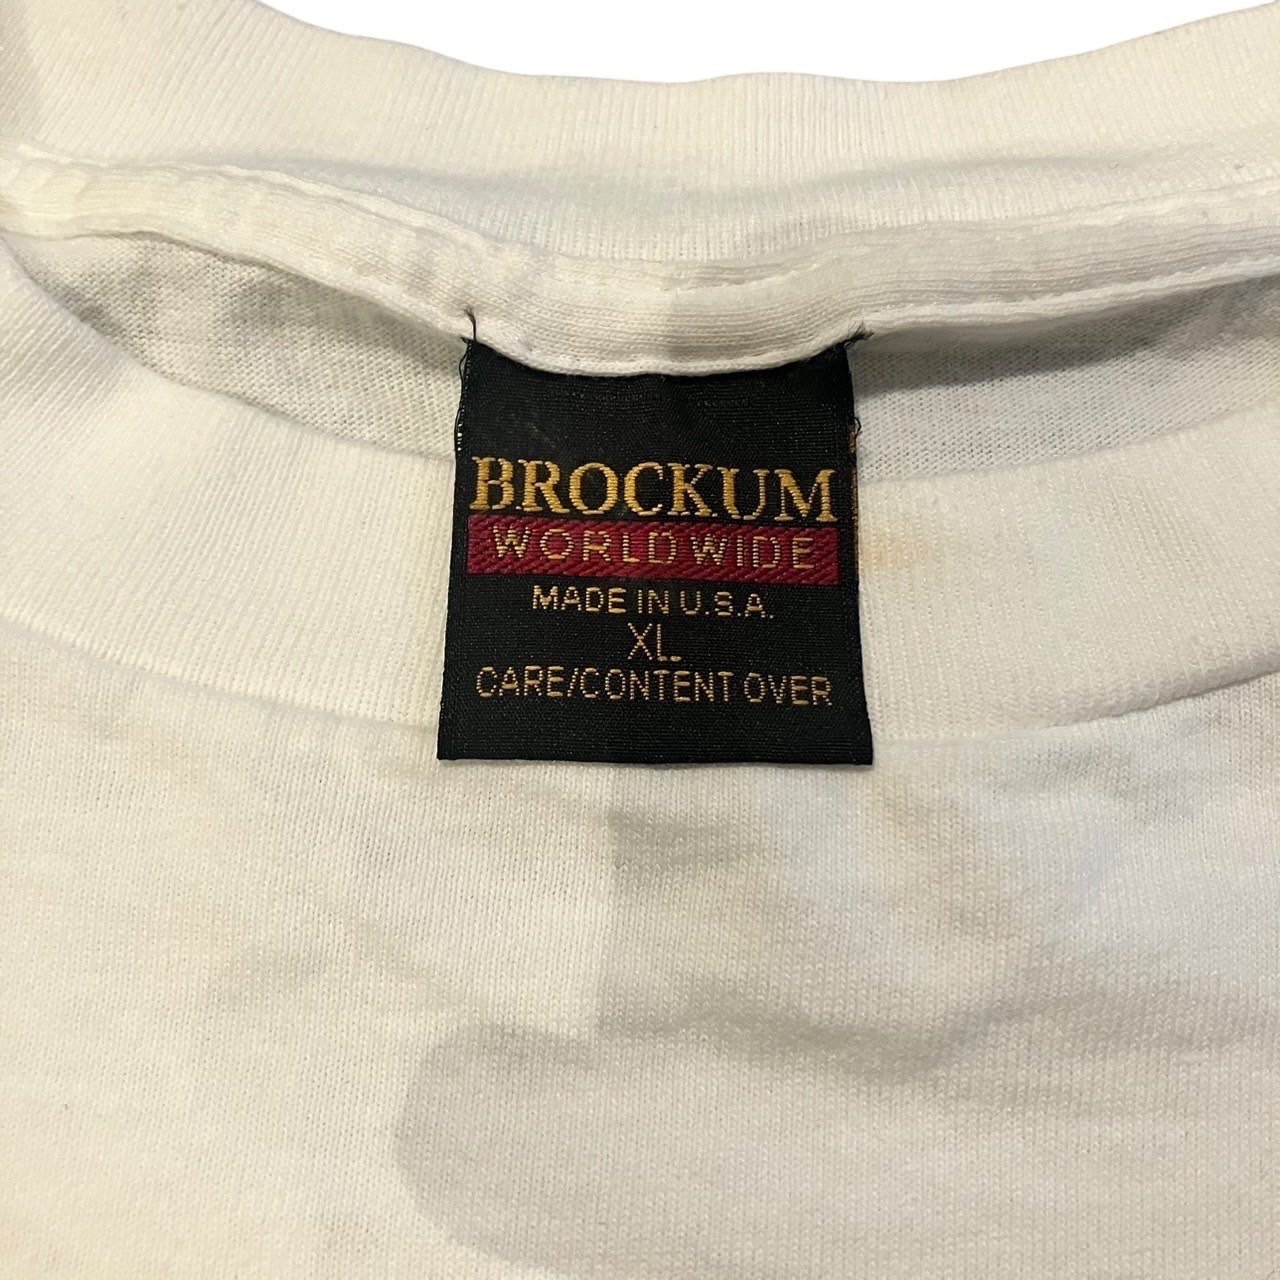 BROCKUM
WORLDWIDE
MADE IN U.S.A.
XL
CARE/CONTENT OVER